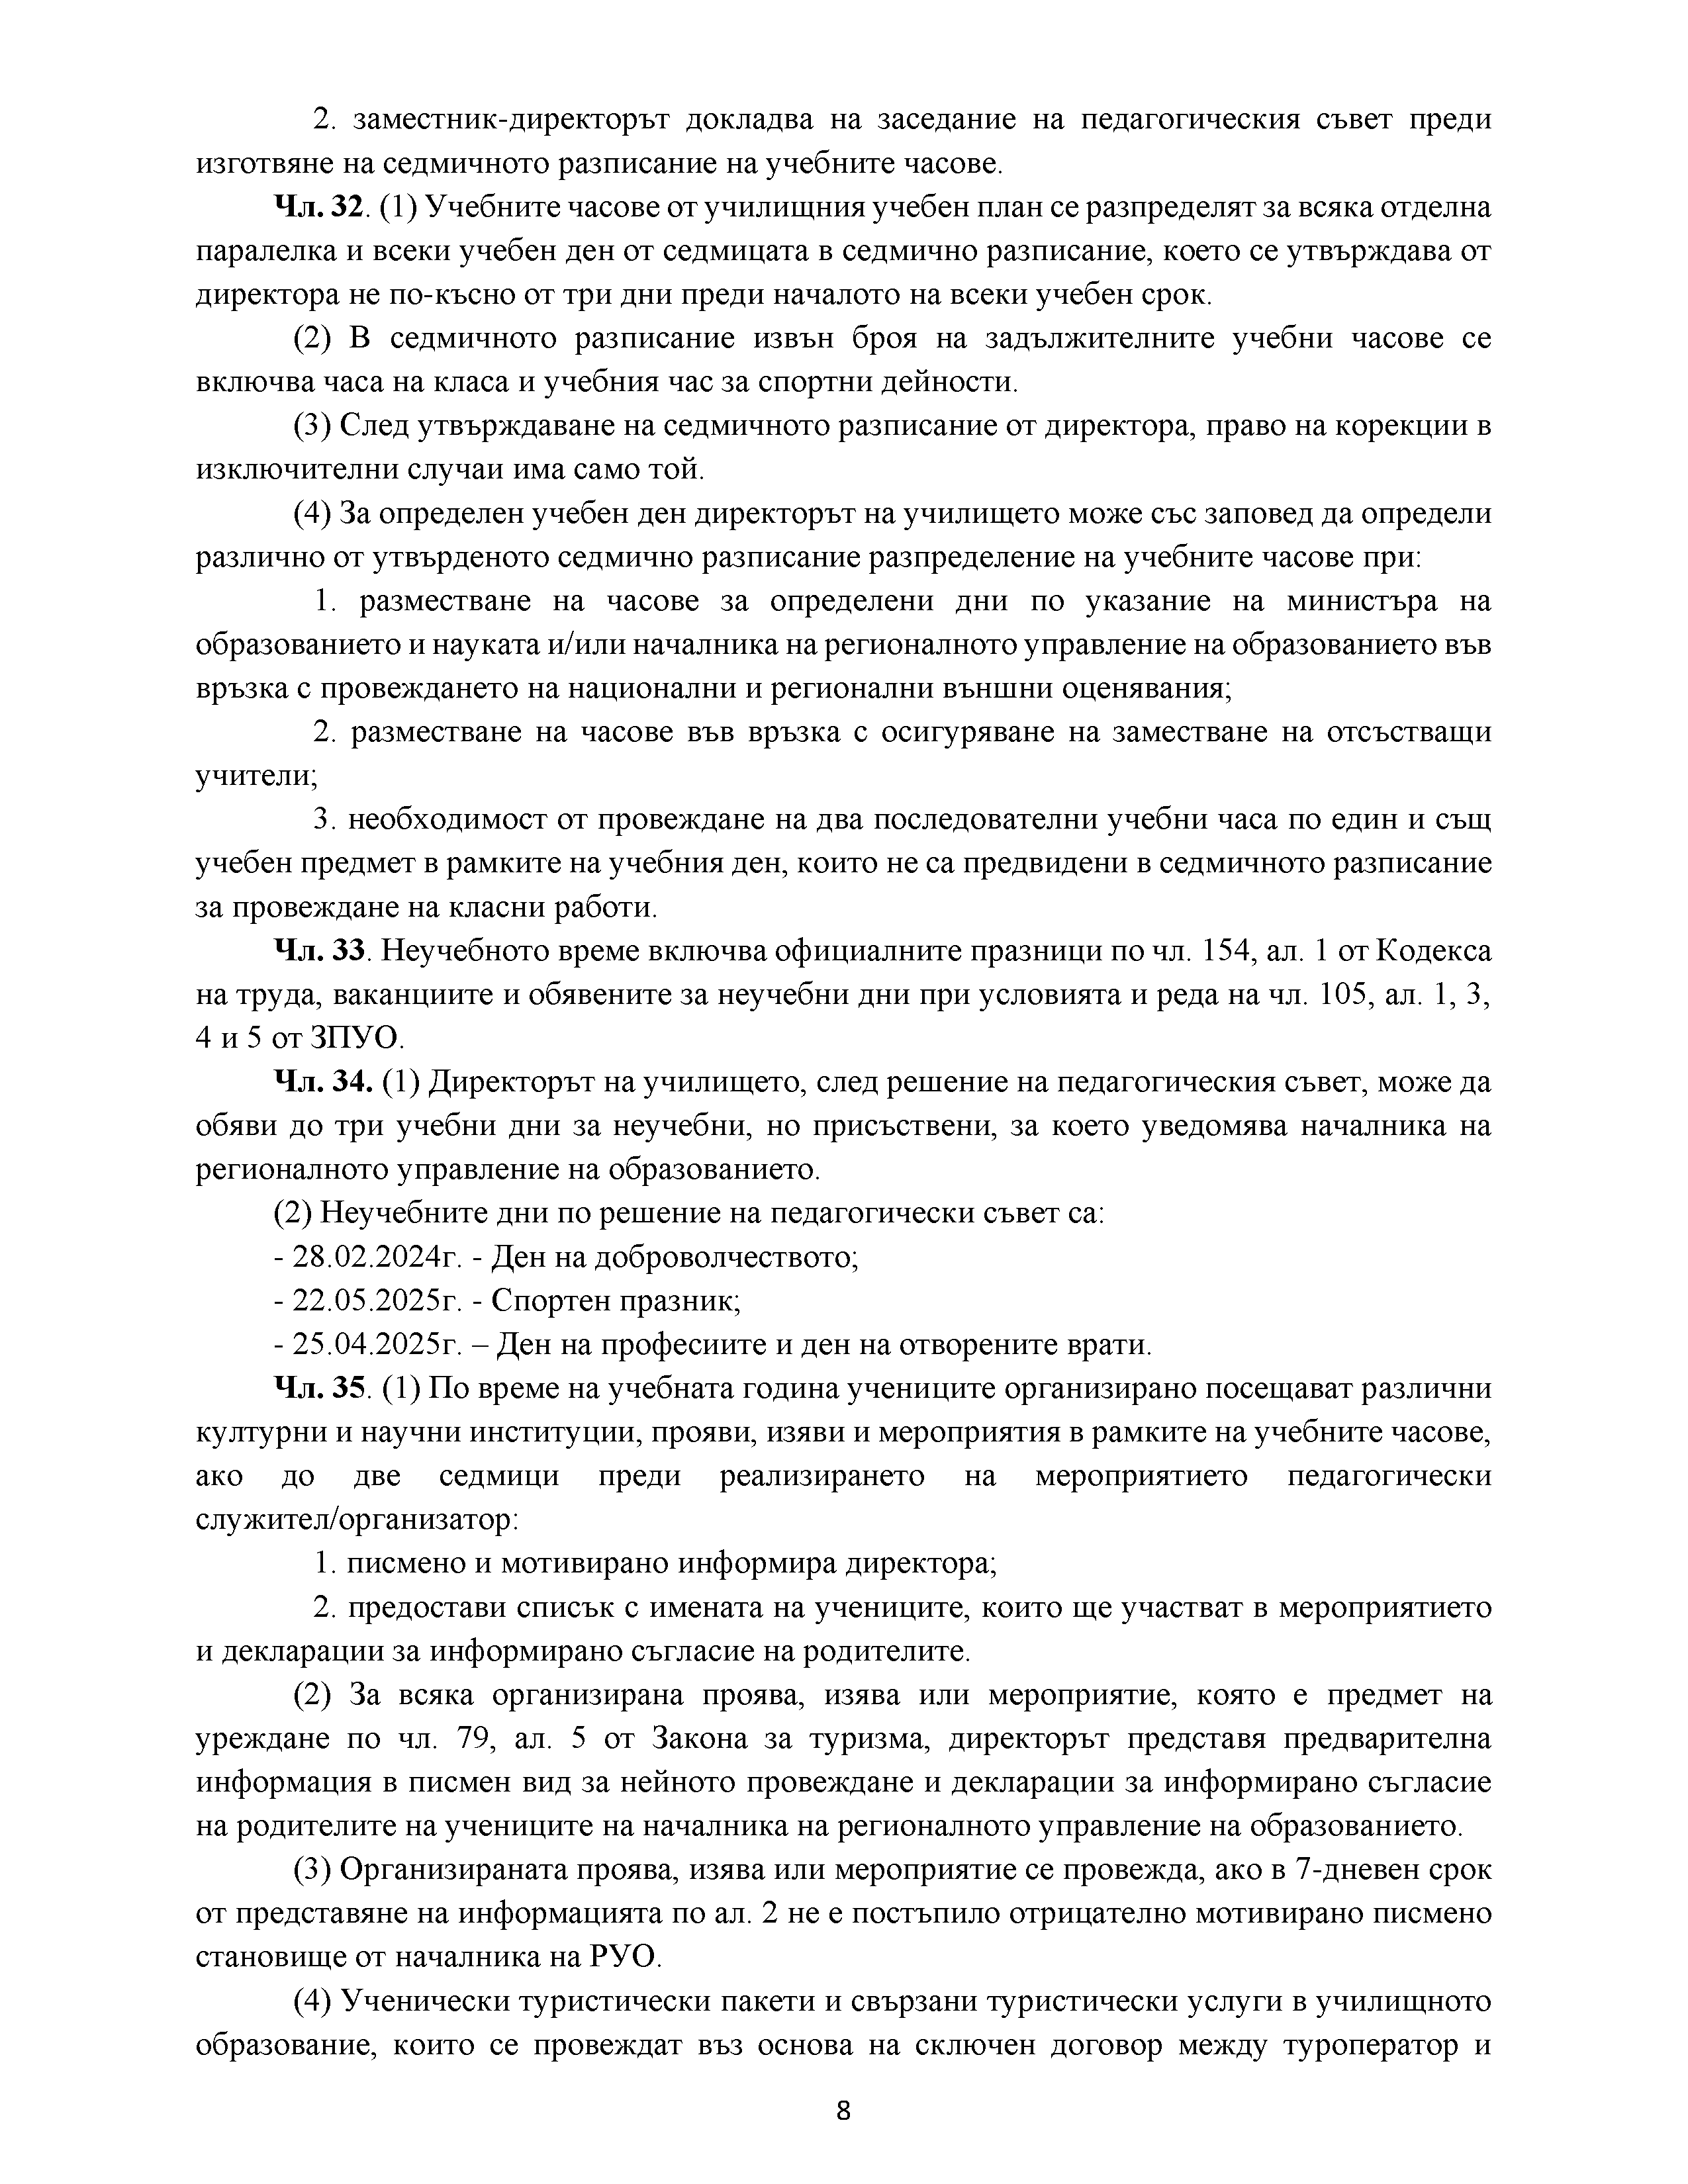 2. заместник-директорът докладва на заседание на педагогическия съвет преди
изготвяне на седмичното разписание на учебните часове.
Чл. 32. (1) Учебните часове от училищния учебен план се разпределят за всяка отделна
паралелка и всеки учебен ден от седмицата в седмично разписание, което се утвърждава от
директора не по-късно от три дни преди началото на всеки учебен срок.
(2) В седмичното разписание извън броя на задължителните учебни часове се
включва часа на класа и учебния час за спортни дейности.
(3) След утвърждаване на седмичното разписание от директора, право на корекции в
изключителни случаи има само той.
(4) За определен учебен ден директорът на училището може със заповед да определи
различно от утвърденото седмично разписание разпределение на учебните часове при:
1. разместване на часове за определени дни по указание на министъра на
образованието и науката и/или началника на регионалното управление на образованието във
връзка с провеждането на национални и регионални външни оценявания;
2. разместване на часове във връзка с осигуряване на заместване на отсъстващи
учители;
3. необходимост от провеждане на два последователни учебни часа по един и същ
учебен предмет в рамките на учебния ден, които не са предвидени в седмичното разписание
за провеждане на класни работи.
Чл. 33. Неучебното време включва официалните празници по чл. 154, ал. 1 от Кодекса
на труда, ваканциите и обявените за неучебни дни при условията и реда на чл. 105, ал. 1, 3,
4 и 5 от ЗПУО.
Чл. 34. (1) Директорът на училището, след решение на педагогическия съвет, може да
обяви до три учебни дни за неучебни, но присъствени, за което уведомява началника на
регионалното управление на образованието.
(2) Неучебните дни по решение на педагогически съвет са:
- 28.02.2024г. - Ден на доброволчеството;
- 22.05.2025г. - Спортен празник;
- 25.04.2025г. – Ден на професиите и ден на отворените врати.
Чл. 35. (1) По време на учебната година учениците организирано посещават различни
културни и научни институции, прояви, изяви и мероприятия в рамките на учебните часове,
ако до две седмици преди реализирането на мероприятието педагогически
служител/организатор:
1. писмено и мотивирано информира директора;
2. предостави списък с имената на учениците, които ще участват в мероприятието
и декларации за информирано съгласие на родителите.
(2) За всяка организирана проява, изява или мероприятие, която е предмет на
уреждане по чл. 79, ал. 5 от Закона за туризма, директорът представя предварителна
информация в писмен вид за нейното провеждане и декларации за информирано съгласие
на родителите на учениците на началника на регионалното управление на образованието.
(3) Организираната проява, изява или мероприятие се провежда, ако в 7-дневен срок
от представяне на информацията по ал. 2 не е постъпило отрицателно мотивирано писмено
становище от началника на РУО.
(4) Ученически туристически пакети и свързани туристически услуги в училищното
образование, които се провеждат въз основа на сключен договор между туроператор и
8